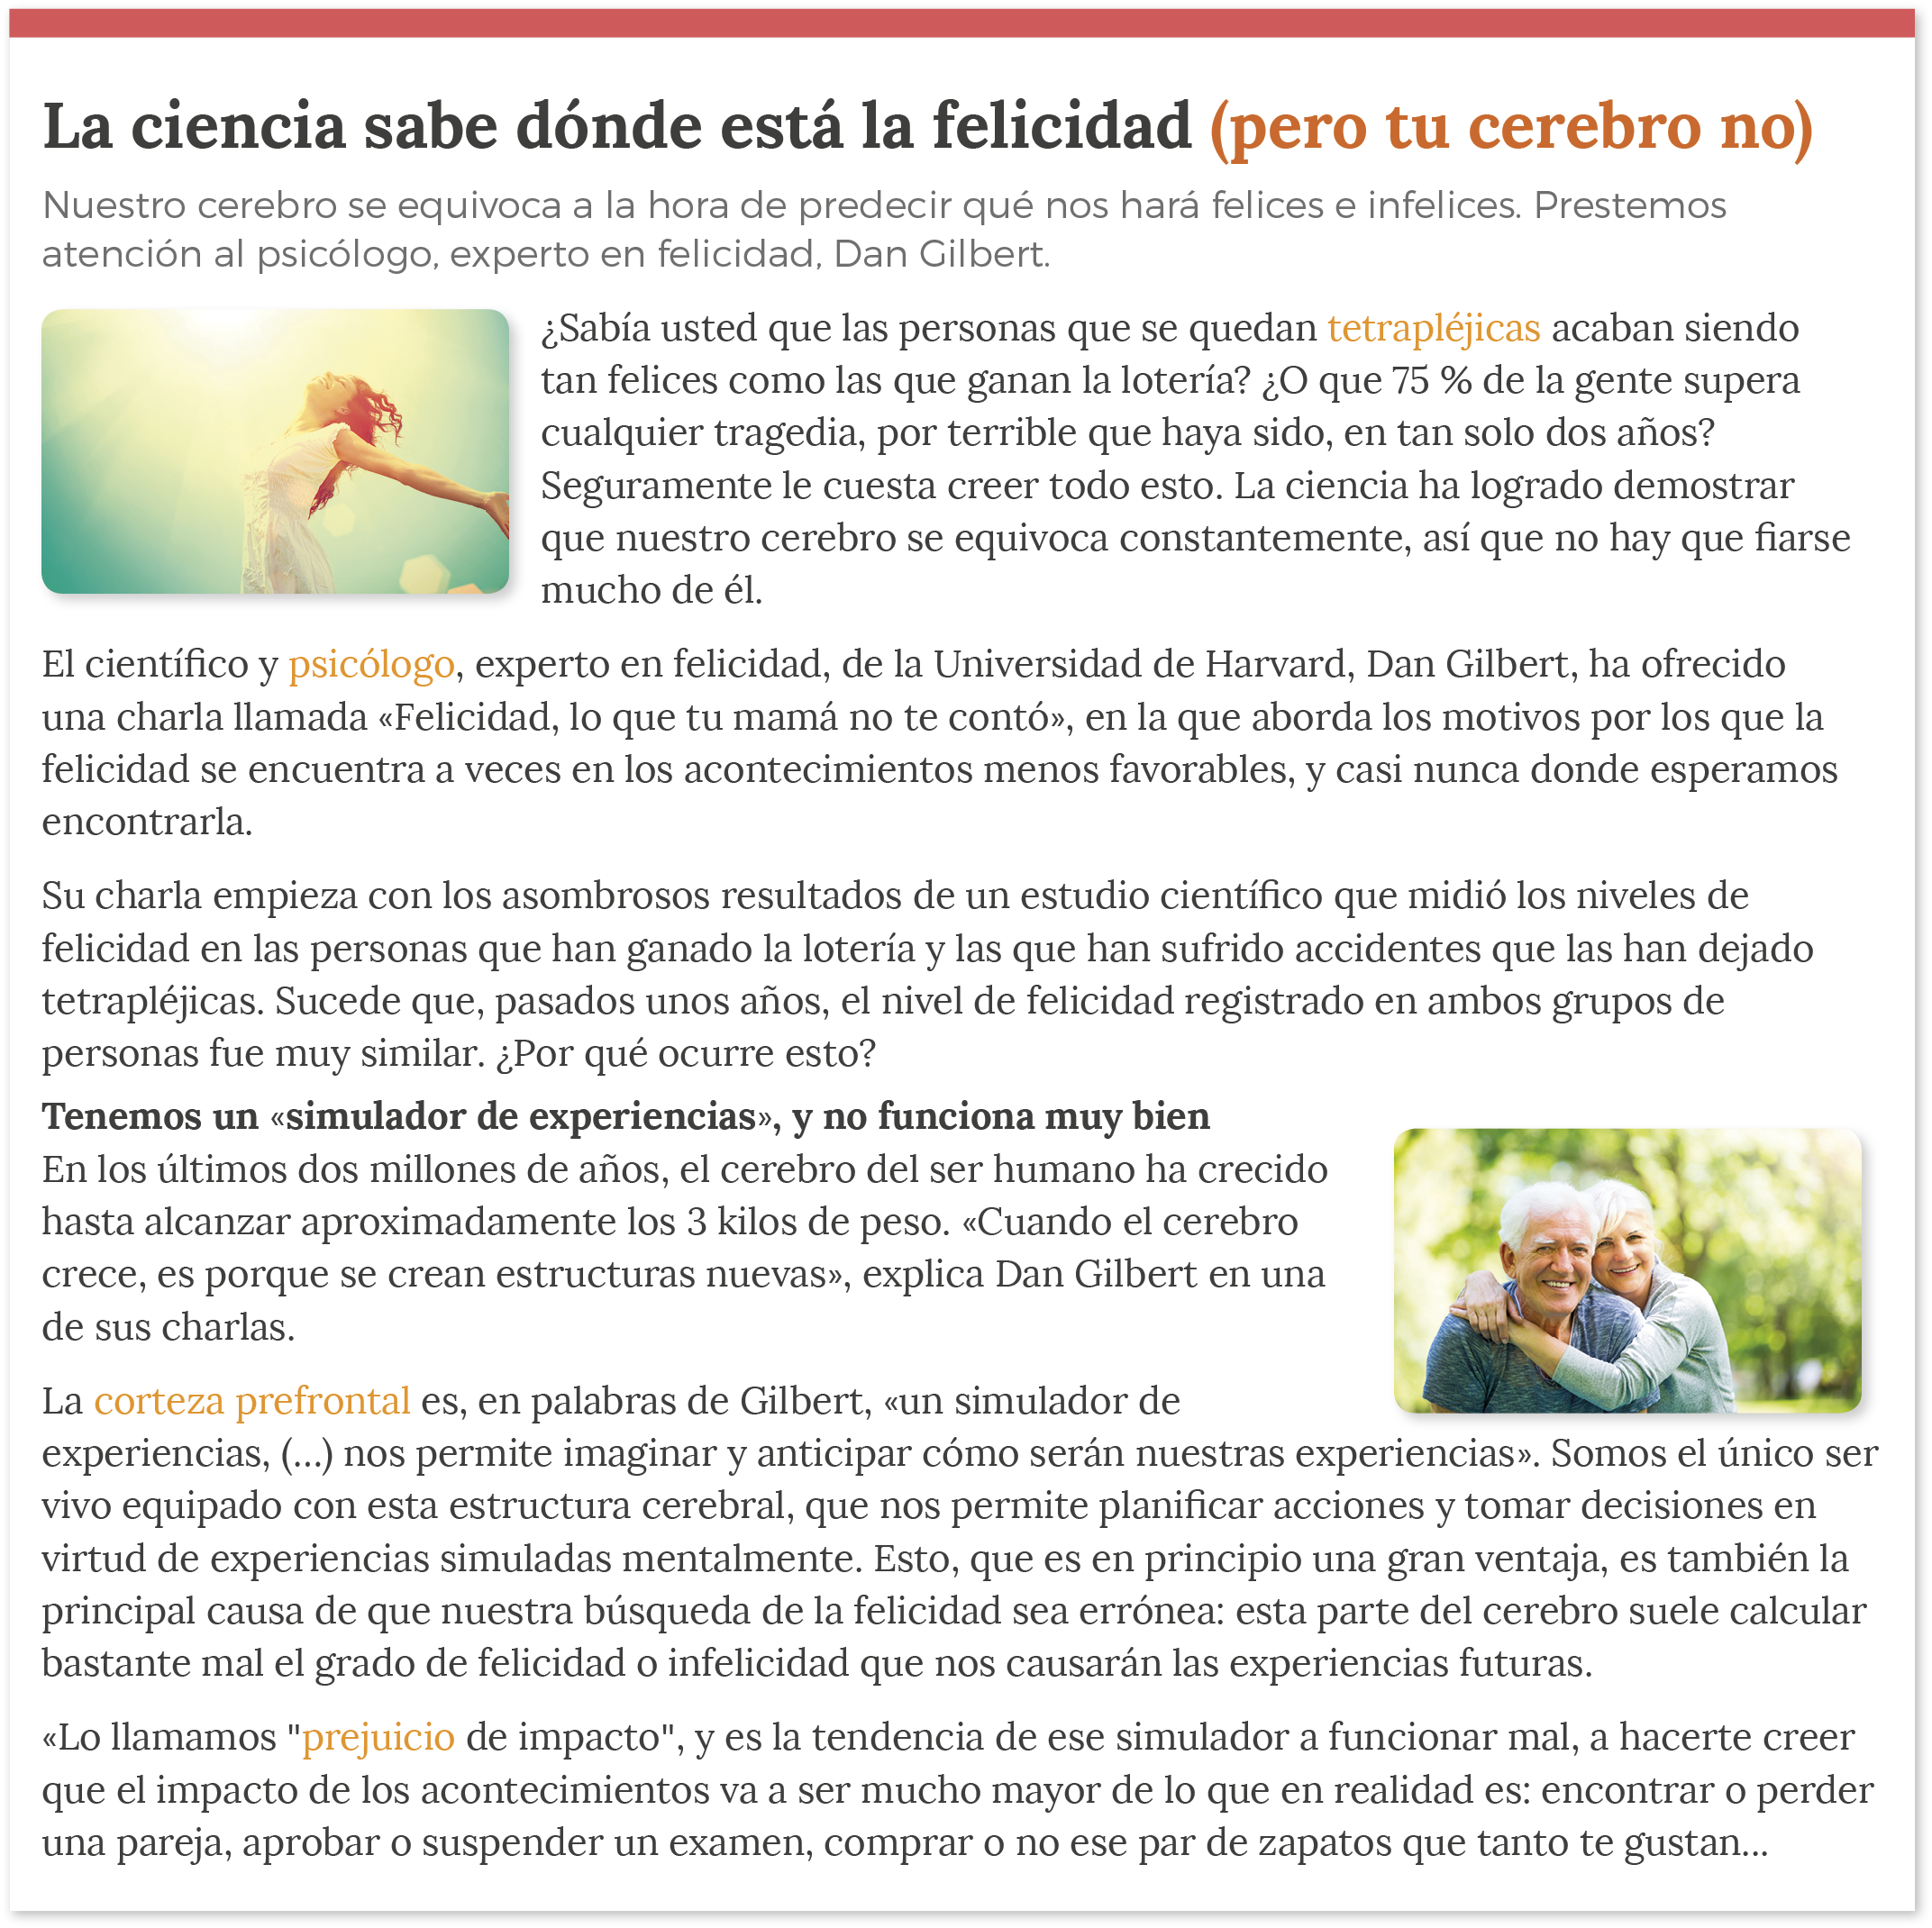 La ciencia sabe dónde está la felicidad (pero tu cerebro no)
Nuestro cerebro se equivoca a la hora de predecir qué nos hará felices e infelices. Prestemos
atención al psicólogo, experto en felicidad, Dan Gilbert.
¿Sabía usted que las personas que se quedan tetrapléjicas acaban siendo
tan felices como las que ganan la lotería? ¿O que 75 % de la gente supera
cualquier tragedia, por terrible que haya sido, en tan solo dos años?
Seguramente le cuesta creer todo esto. La ciencia ha logrado demostrar
que nuestro cerebro se equivoca constantemente, así que no hay que fiarse
mucho de él.
El científico y psicólogo, experto en felicidad, de la Universidad de Harvard, Dan Gilbert, ha ofrecido
una charla llamada «Felicidad, lo que tu mamá no te contó», en la que aborda los motivos por los que la
felicidad se encuentra a veces en los acontecimientos menos favorables, y casi nunca donde esperamos
encontrarla.
Su charla empieza con los asombrosos resultados de un estudio científico que midió los niveles de
felicidad en las personas que han ganado la lotería y las que han sufrido accidentes que las han dejado
tetrapléjicas. Sucede que, pasados unos años, el nivel de felicidad registrado en ambos grupos de
personas fue muy similar. ¿Por qué ocurre esto?
Tenemos un «simulador de experiencias», y no funciona muy bien
En los últimos dos millones de años, el cerebro del ser humano ha crecido
hasta alcanzar aproximadamente los 3 kilos de peso. «Cuando el cerebro
crece, es porque se crean estructuras nuevas», explica Dan Gilbert en una
de sus charlas.
La corteza prefrontal es, en palabras de Gilbert, «un simulador de
experiencias, (...) nos permite imaginar y anticipar cómo serán nuestras experiencias». Somos el único ser
vivo equipado con esta estructura cerebral, que nos permite planificar acciones y tomar decisiones en
virtud de experiencias simuladas mentalmente. Esto, que es en principio una gran ventaja, es también la
principal causa de que nuestra búsqueda de la felicidad sea errónea: esta parte del cerebro suele calcular
bastante mal el grado de felicidad o infelicidad que nos causarán las experiencias futuras.
«Lo llamamos "prejuicio de impacto", y es la tendencia de ese simulador a funcionar mal, a hacerte creer
que el impacto de los acontecimientos va a ser mucho mayor de lo que en realidad es: encontrar o perder
una pareja, aprobar o suspender un examen, comprar o no ese par de zapatos que tanto te gustan...